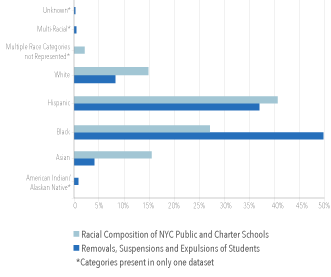 Unknown*
Multi-Racial*
Multiple Race Categories
not Represented*
White
Hispanic
Black
Asian
American Indian/
Alaskan Native*
0 5% 10% 15% 20% 25% 30% 35% 40% 45% 50%
Racial Composition of NYC Public and Charter Schools
Removals, Suspensions and Expulsions of Students
*Categories present in only one dataset